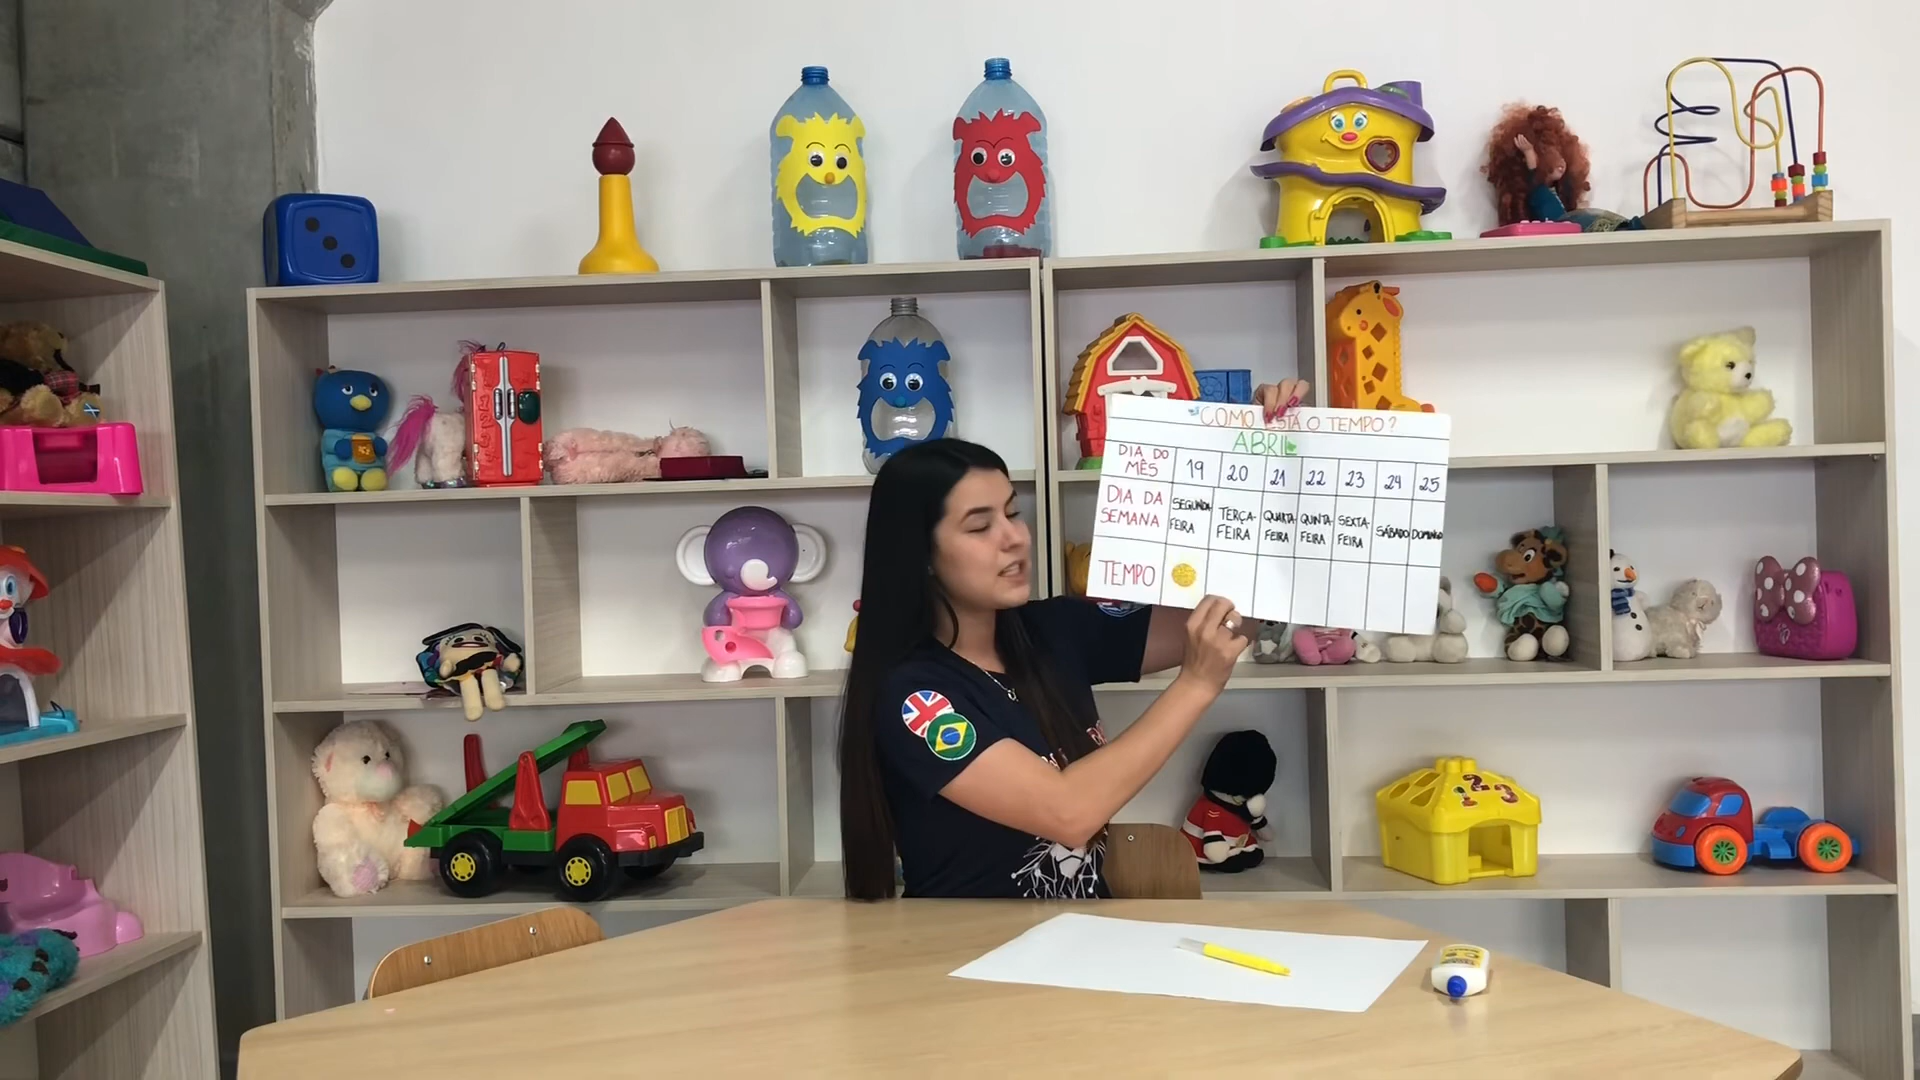 COMO ESTÁ O TEMPO?
ABRIL
DIA DO MÊS 19 20 21 22 23 24 25
DIA DA SEMANA SEGUNDA-FEIRA TERÇA-FEIRA QUARTA-FEIRA QUINTA-FEIRA SEXTA-FEIRA SÁBADO DOMINGO
TEMPO
1 2 3